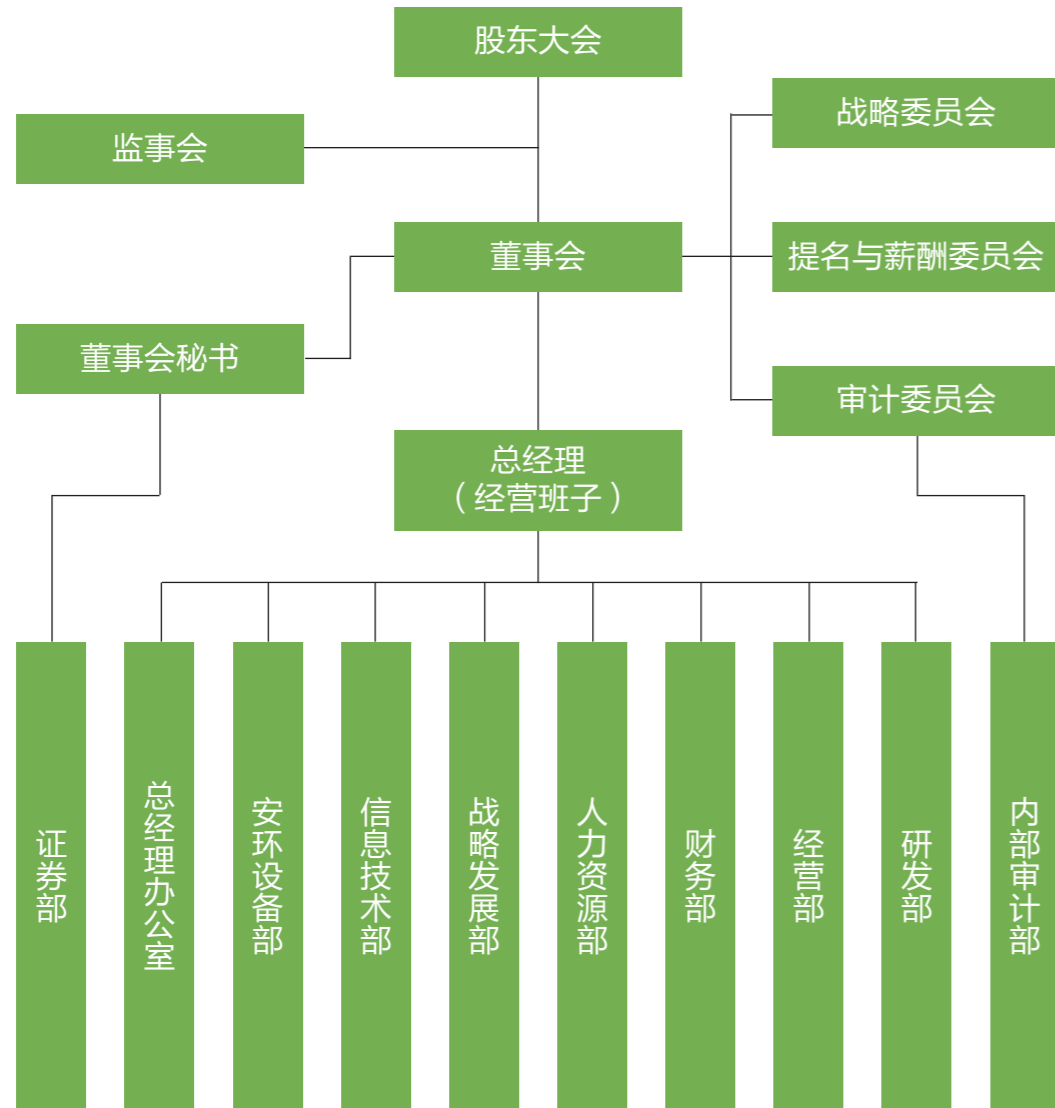 股东大会
战略委员会
监事会
董事会
提名与薪酬委员会
董事会秘书
审计委员会
总经理
（经营班子）
证券部
总经理办公室
安环设备部
信息技术部
战略发展部
人力资源部
财务部
经营部
研发部
内部审计部